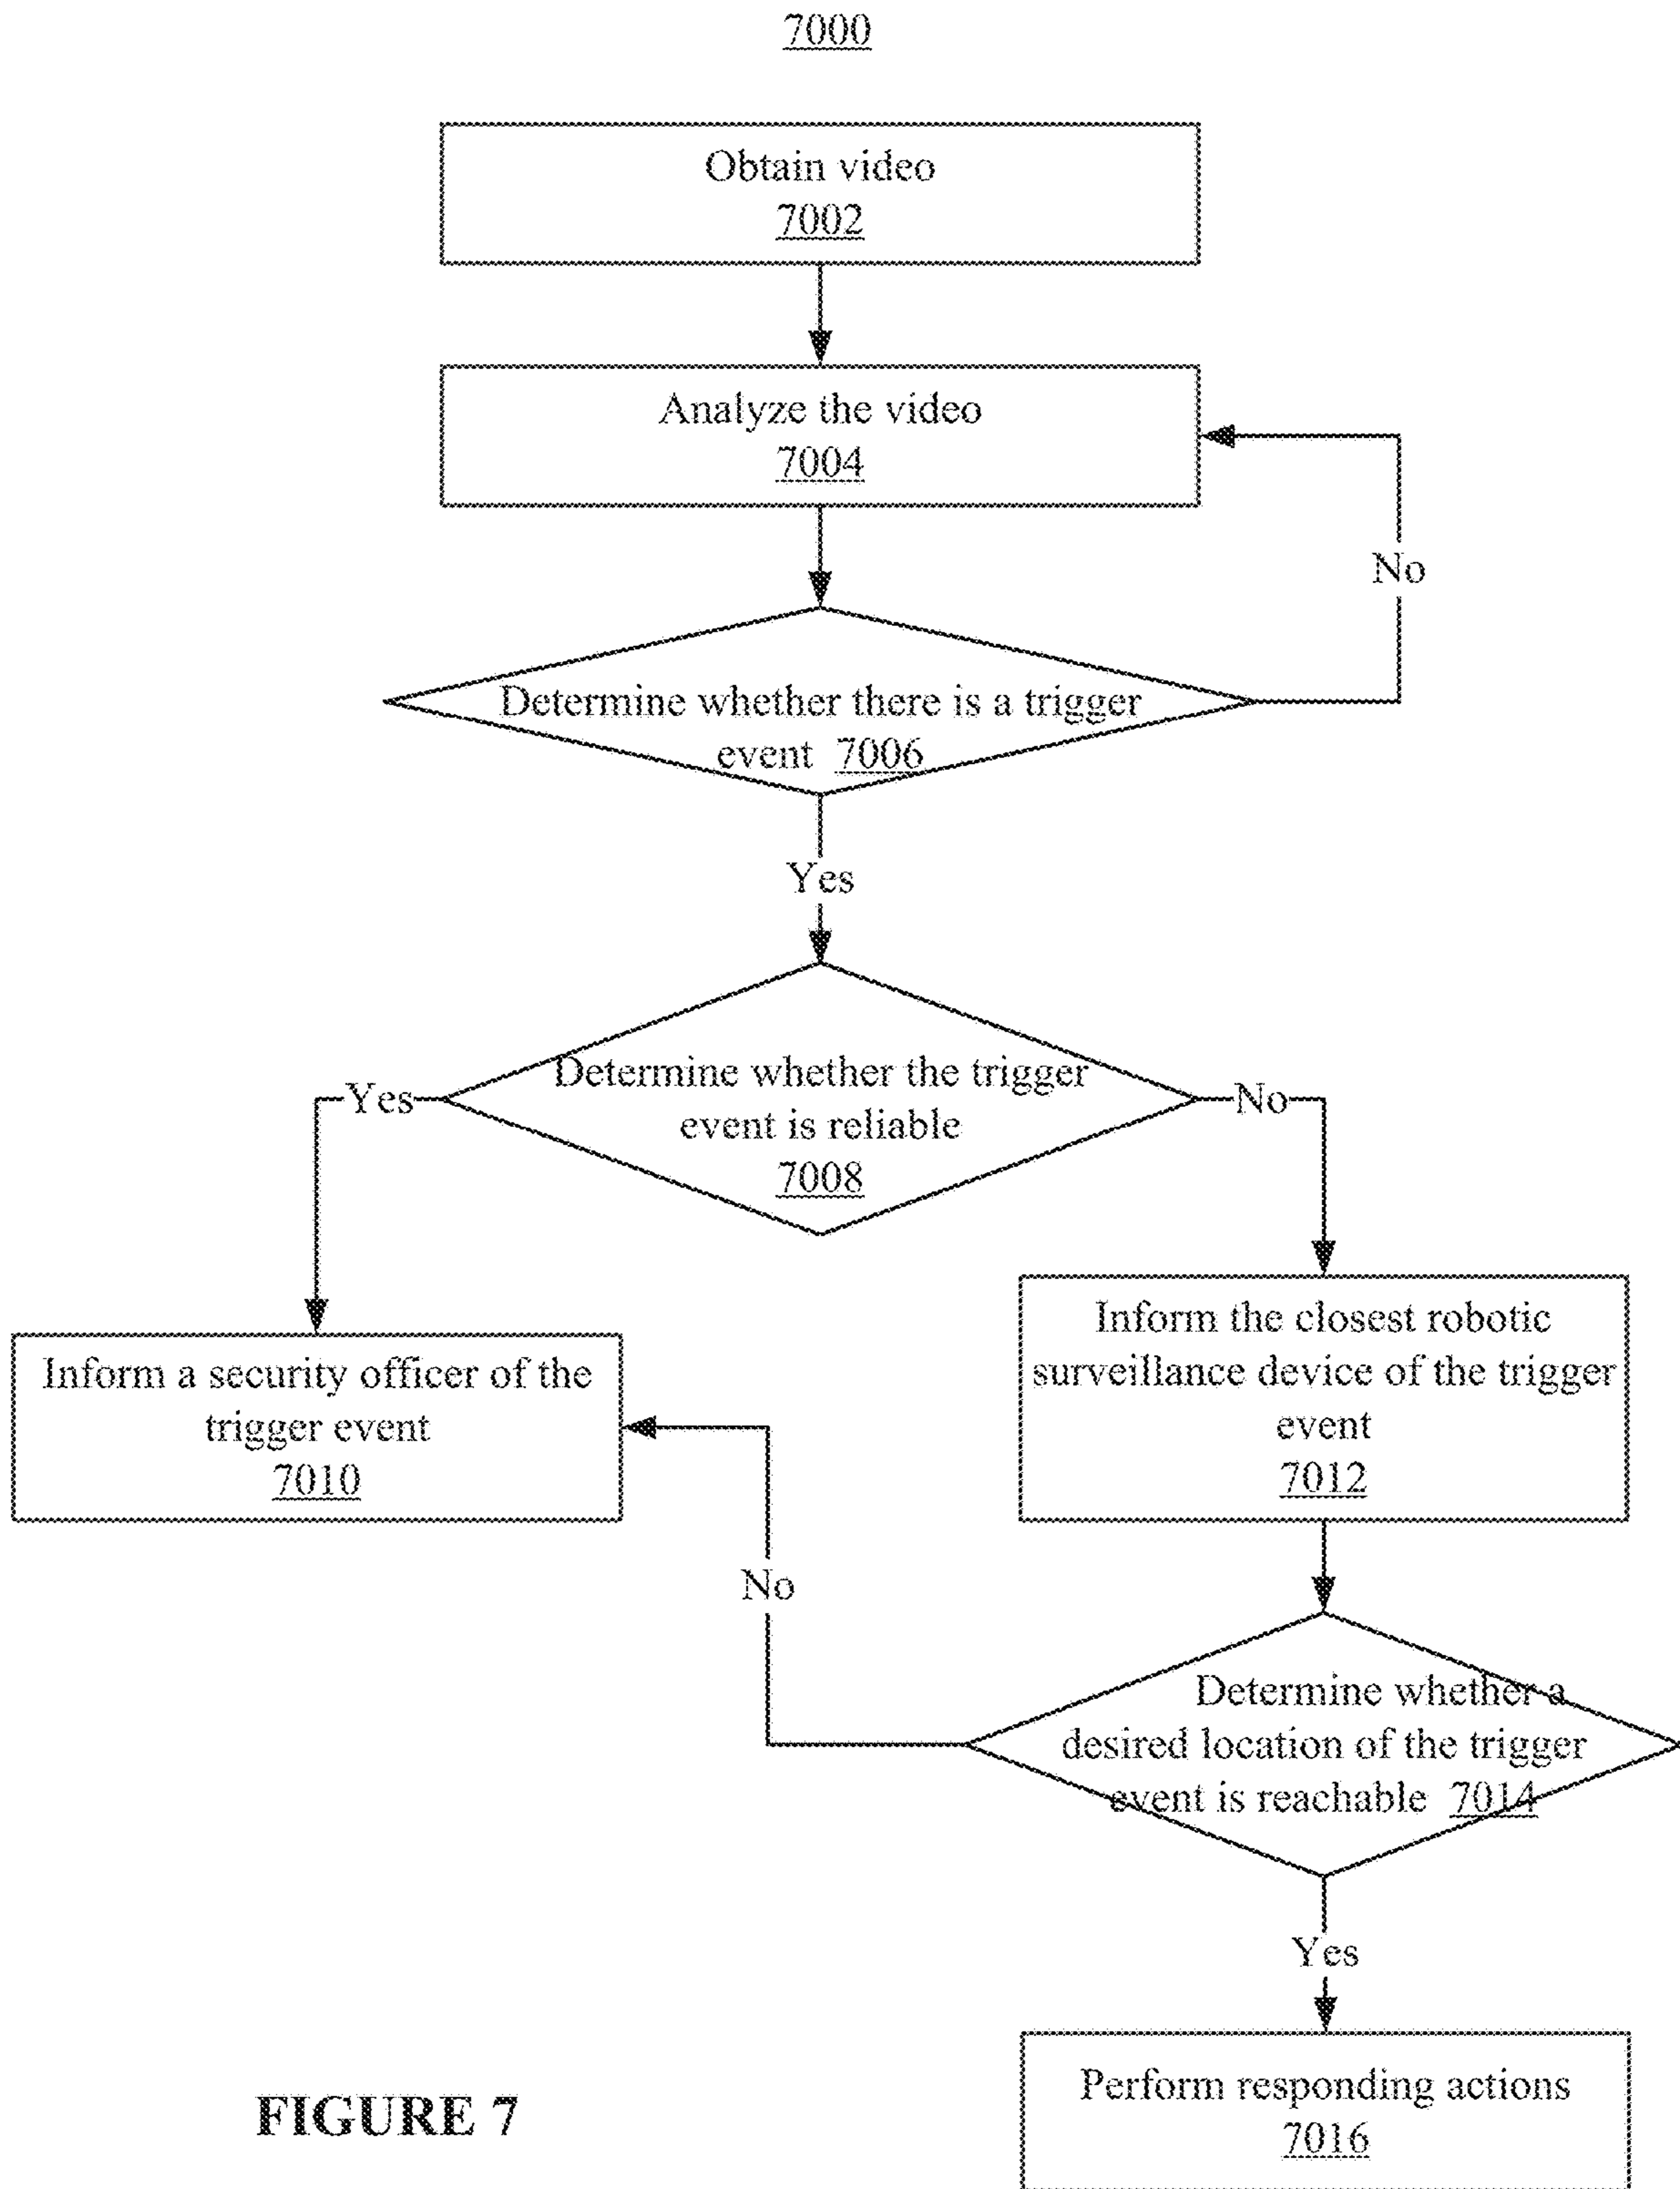 7000
Obtain video
7002
Analyze the video
7004
No
Determine whether there is a trigger
event 7006
Yes
Determine whether the trigger
event is reliable
7008
Yes
No
Inform a security officer of the
trigger event
7010
Inform the closest robotic
surveillance device of the trigger
event
7012
No
Determine whether a
desired location of the trigger
event is reachable 7014
Yes
Perform responding actions
7016
FIGURE 7